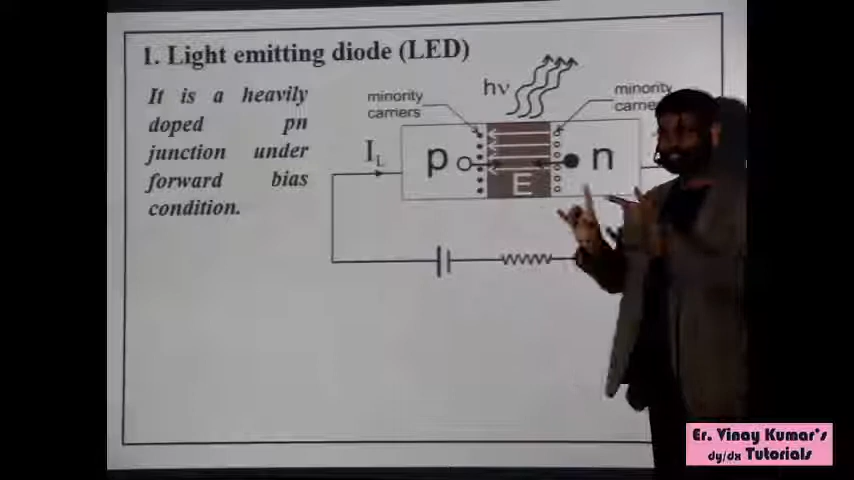 1. Light emitting diode (LED)
It is a heavily
doped pn
junction under
forward bias
condition.
minority
carriers
hν
minority
I_L
p
E
n
Er. Vinay Kumar's
dy/dx Tutorials